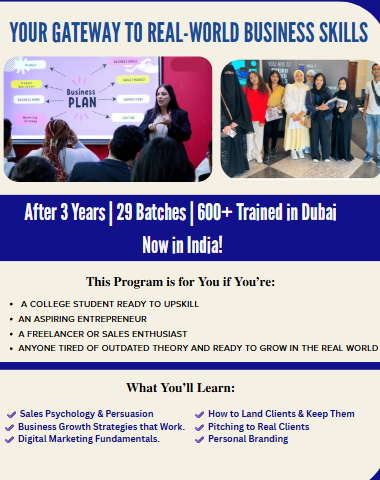 YOUR GATEWAY TO REAL-WORLD BUSINESS SKILLS
Business
PLAN
After 3 Years | 29 Batches | 600+ Trained in Dubai
Now in India!
This Program is for You if You're:
• A COLLEGE STUDENT READY TO UPSKILL
• AN ASPIRING ENTREPRENEUR
• A FREELANCER OR SALES ENTHUSIAST
• ANYONE TIRED OF OUTDATED THEORY AND READY TO GROW IN THE REAL WORLD
What You'll Learn:
Sales Psychology & Persuasion
Business Growth Strategies that Work.
Digital Marketing Fundamentals.
How to Land Clients & Keep Them
Pitching to Real Clients
Personal Branding